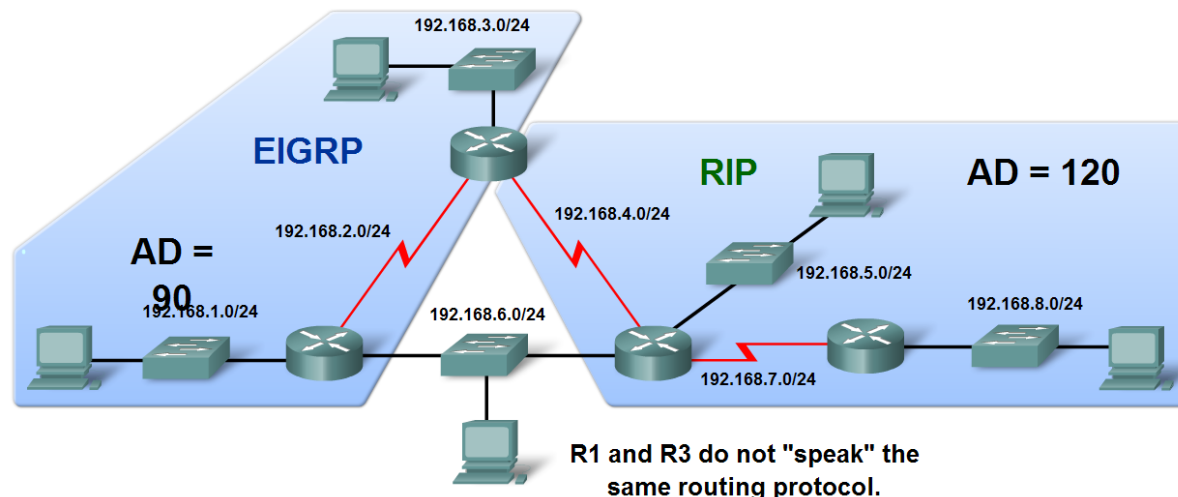 192.168.3.0/24
EIGRP
RIP
AD = 120
192.168.2.0/24
192.168.4.0/24
AD =
90
192.168.5.0/24
192.168.1.0/24
192.168.6.0/24
192.168.8.0/24
192.168.7.0/24
R1 and R3 do not "speak" the
same routing protocol.